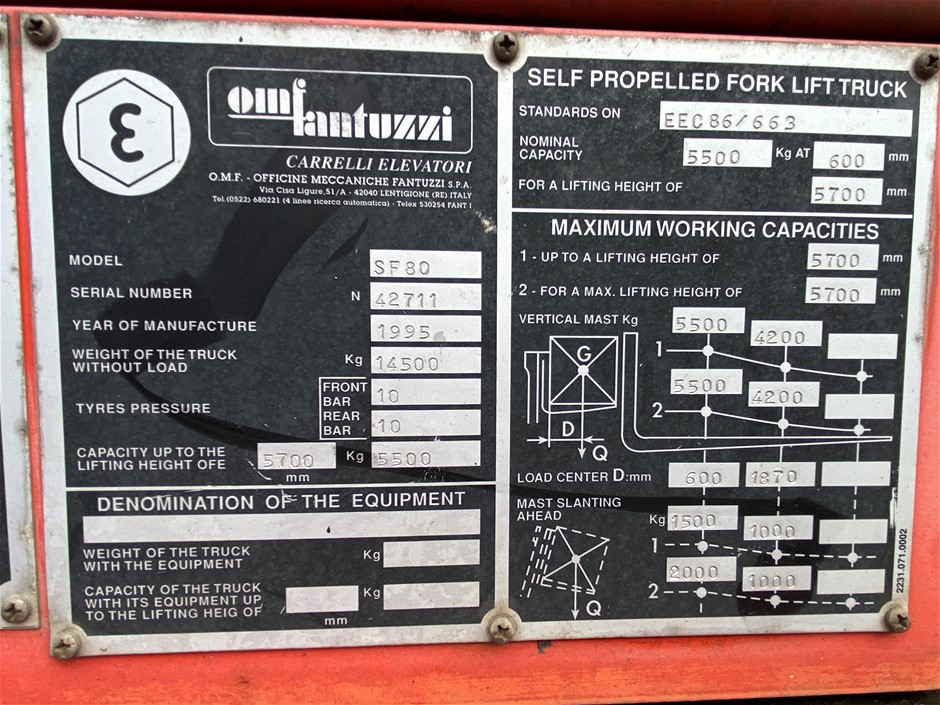 ε
omf fantuzzi
CARRELLI ELEVATORI
O.M.F. - OFFICINE MECCANICHE FANTUZZI S.P.A.
Via Cisa Ligure,51/A - 42040 LENTIGIONE (RE) ITALY
Tel.(0522) 680221 (4 linee ricerca automatica) - Telex 530254 FANT I
MODEL SF80
SERIAL NUMBER N 42711
YEAR OF MANUFACTURE 1995
WEIGHT OF THE TRUCK
WITHOUT LOAD Kg 14500
TYRES PRESSURE
FRONT
BAR 10
REAR
BAR 10
CAPACITY UP TO THE
LIFTING HEIGHT OFE 5700 mm Kg 5500
DENOMINATION OF THE EQUIPMENT
WEIGHT OF THE TRUCK
WITH THE EQUIPMENT Kg
CAPACITY OF THE TRUCK
WITH ITS EQUIPMENT UP
TO THE LIFTING HEIG OF mm Kg
SELF PROPELLED FORK LIFT TRUCK
STANDARDS ON EEC86/663
NOMINAL
CAPACITY 5500 Kg AT 600 mm
FOR A LIFTING HEIGHT OF 5700 mm
MAXIMUM WORKING CAPACITIES
1 - UP TO A LIFTING HEIGHT OF 5700 mm
2 - FOR A MAX. LIFTING HEIGHT OF 5700 mm
VERTICAL MAST Kg 5500 4200
1
G
5500 4200
2
D
Q
LOAD CENTER D:mm 600 1870
MAST SLANTING
AHEAD
Kg 1500 1000
1
2000 1000
2
Q
2231.071.0002